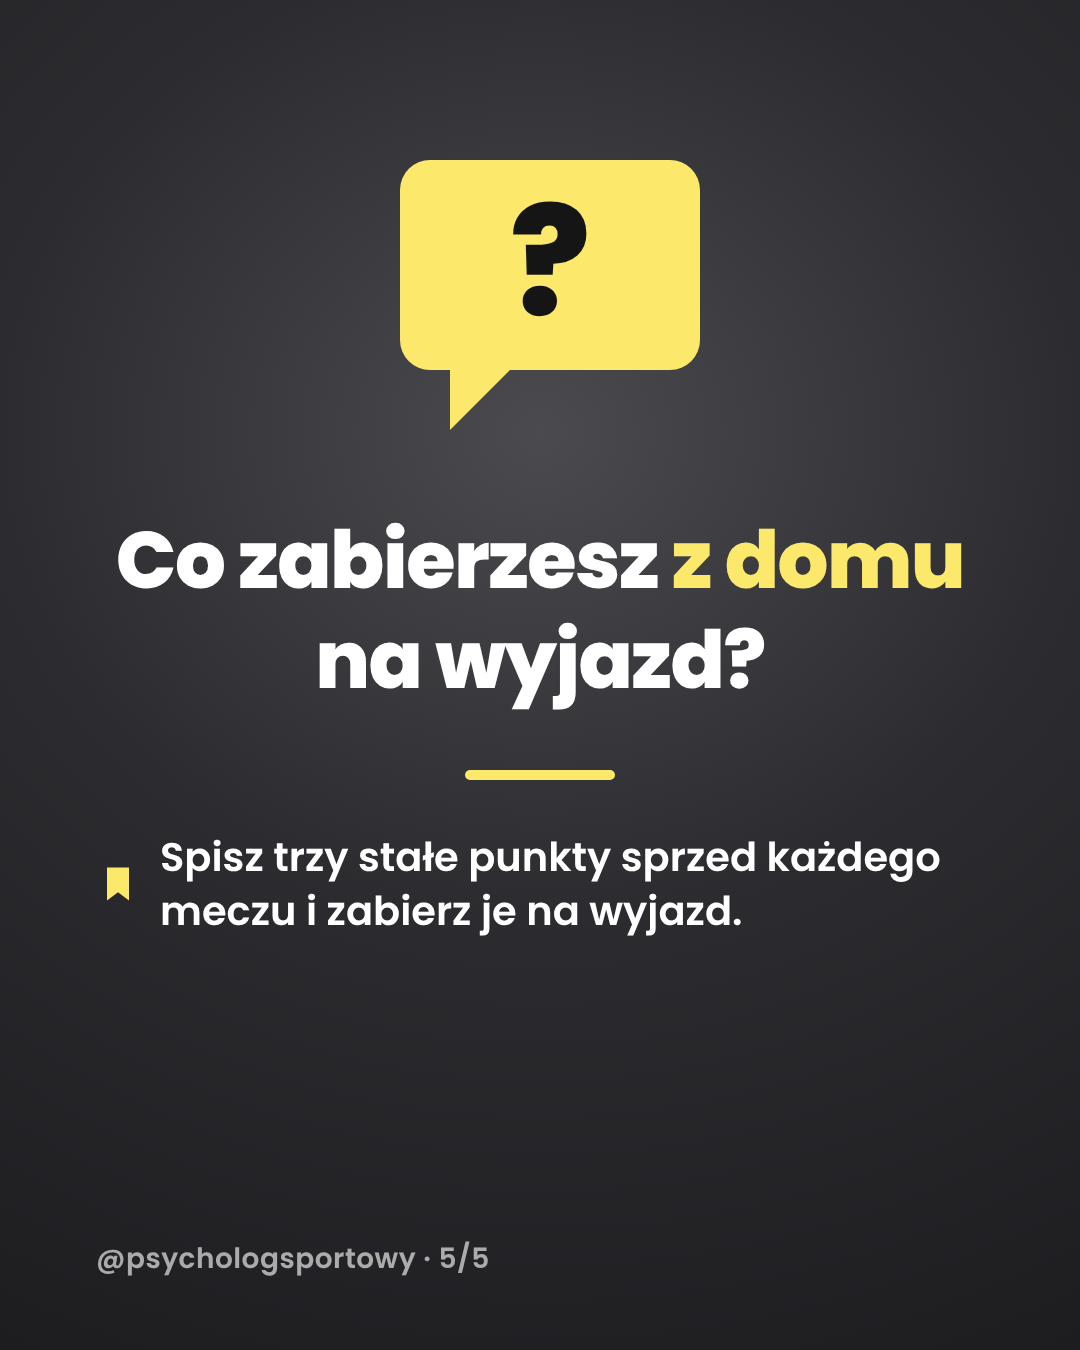 ?
Co zabierzesz z domu
na wyjazd?
Spisz trzy stałe punkty sprzed każdego
meczu i zabierz je na wyjazd.
@psychologsportowy · 5/5